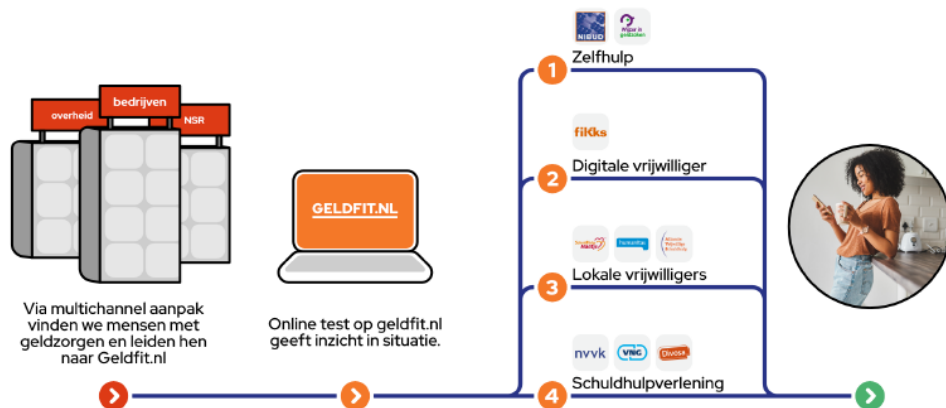 overheid
bedrijven
NSR
Via multichannel aanpak
vinden we mensen met
geldzorgen en leiden hen
naar Geldfit.nl
GELDFIT.NL
Online test op geldfit.nl
geeft inzicht in situatie.
NIBUD
1
Zelfhulp
fikks
Digitale vrijwilliger
2
humanitas
Lokale vrijwilligers
3
nvvk
VNG
Divosa
Schuldhulpverlening
4